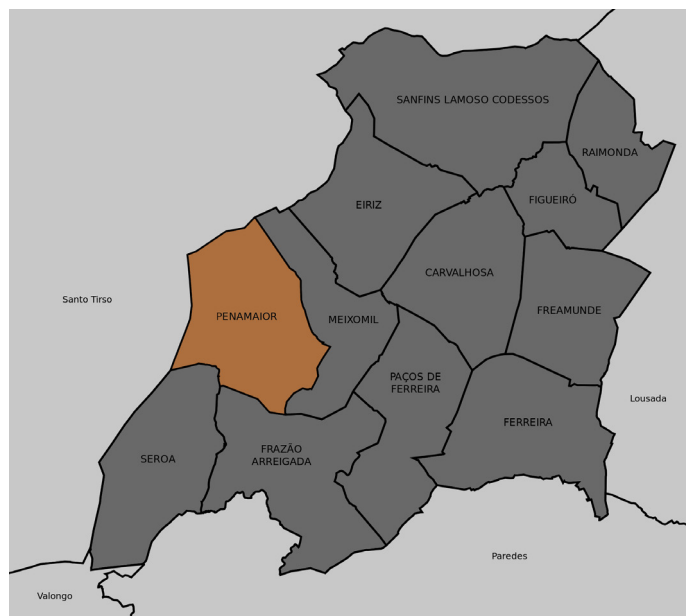 SANFINS LAMOSO CODESSOS
RAIMONDA
FIGUEIRÓ
EIRIZ
CARVALHOSA
Santo Tirso
PENAMAIOR
MEIXOMIL
FREAMUNDE
PAÇOS DE
FERREIRA
Lousada
FERREIRA
SEROA
FRAZÃO
ARREIGADA
Paredes
Valongo